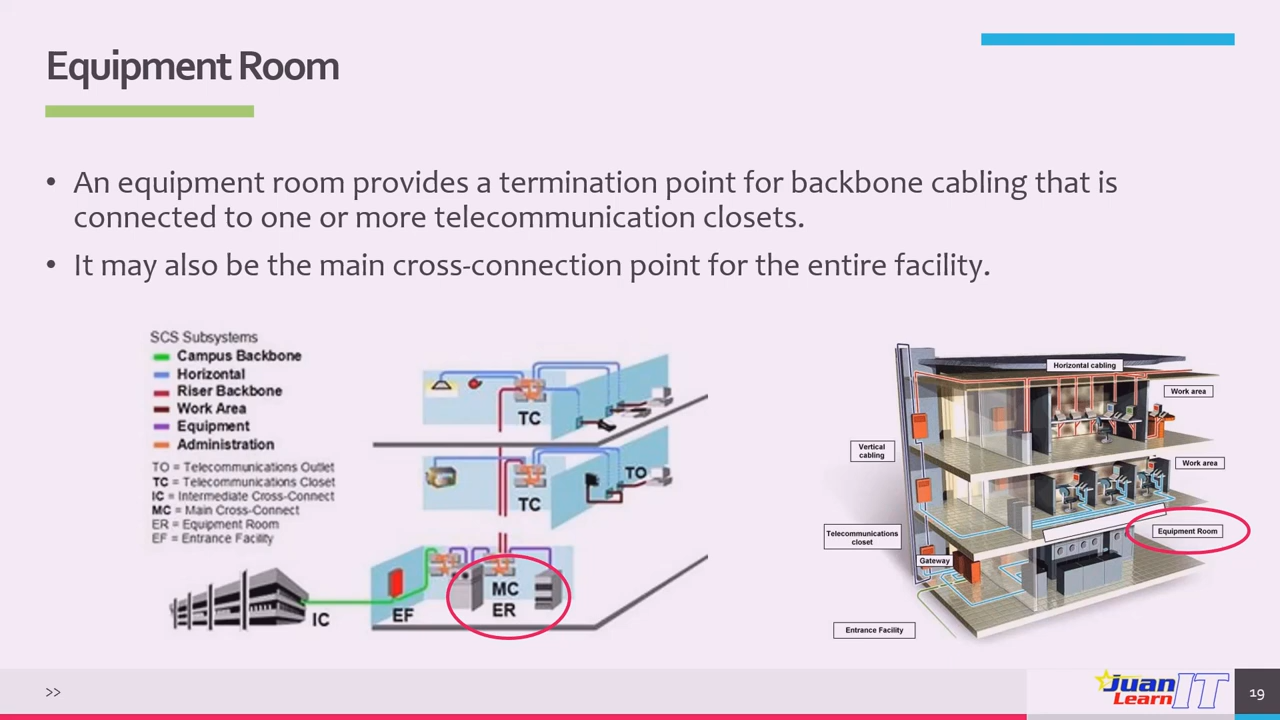 Equipment Room
• An equipment room provides a termination point for backbone cabling that is
connected to one or more telecommunication closets.
• It may also be the main cross-connection point for the entire facility.
SCS Subsystems
Campus Backbone
Horizontal
Riser Backbone
Work Area
Equipment
Administration
TO = Telecommunications Outlet
TC = Telecommunications Closet
IC = Intermediate Cross-Connect
MC = Main Cross-Connect
ER = Equipment Room
EF = Entrance Facility
TC
TO
TC
MC
ER
EF
IC
Horizontal cabling
Work area
Vertical
cabling
Work area
Equipment Room
Telecommunications
closet
Gateway
Entrance Facility
>>
Juan
Learn
IT
19